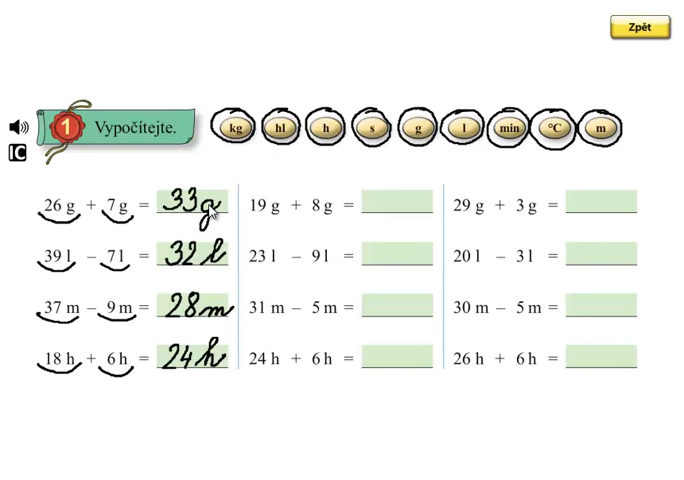 Zpět
1 Vypočítejte. kg hl h s g l min °C m
26 g + 7 g = 33 g 19 g + 8 g = 29 g + 3 g =
39 l – 7 l = 32 l 23 l – 9 l = 20 l – 3 l =
37 m – 9 m = 28 m 31 m – 5 m = 30 m – 5 m =
18 h + 6 h = 24 h 24 h + 6 h = 26 h + 6 h =